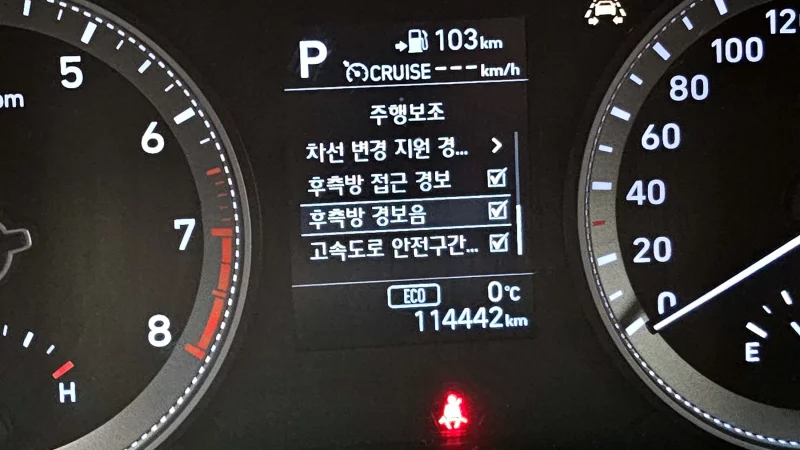 P
103km
CRUISE ---km/h
주행보조
차선 변경 지원 경...
후측방 접근 경보
후측방 경보음
고속도로 안전구간...
ECO 0℃
114442km
5
6
7
8
H
100
80
60
40
20
0
E